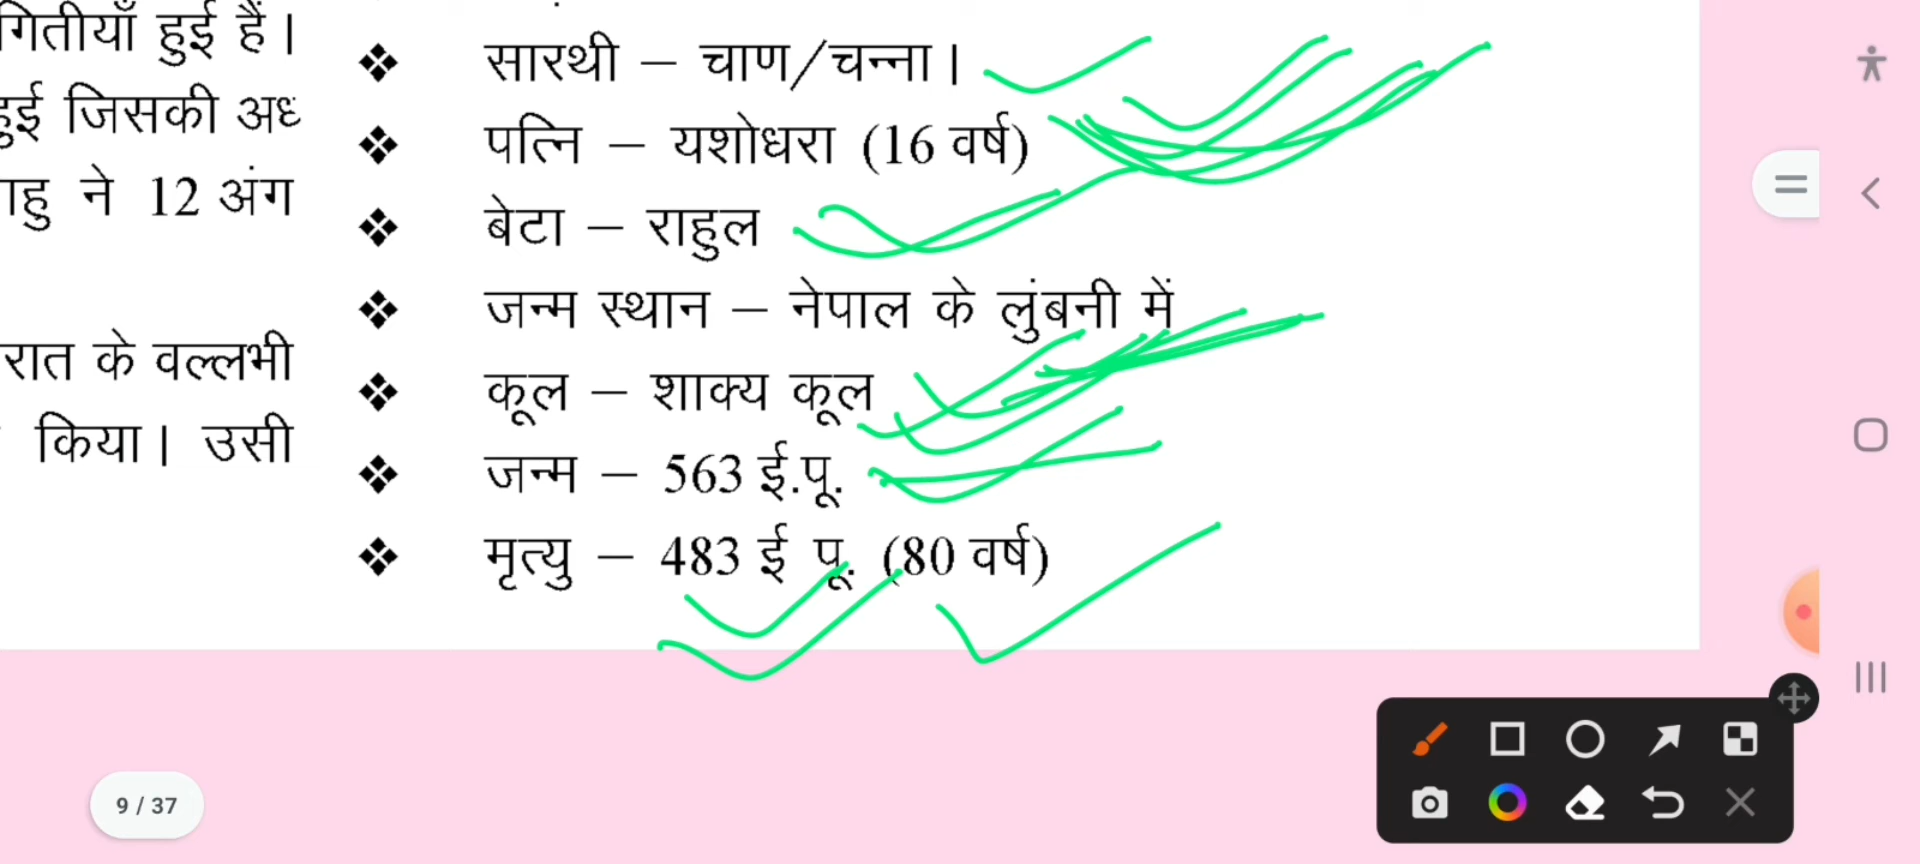 गितीयाँ हुई हैं।
हुई जिसकी अध
ाहु ने 12 अंग
रात के वल्लभी
किया। उसी
❖ सारथी – चाण/चन्ना।
❖ पत्नि – यशोधरा (16 वर्ष)
❖ बेटा – राहुल
❖ जन्म स्थान – नेपाल के लुंबनी में
❖ कूल – शाक्य कूल
❖ जन्म – 563 ई.पू.
❖ मृत्यु – 483 ई पू. (80 वर्ष)
9 / 37